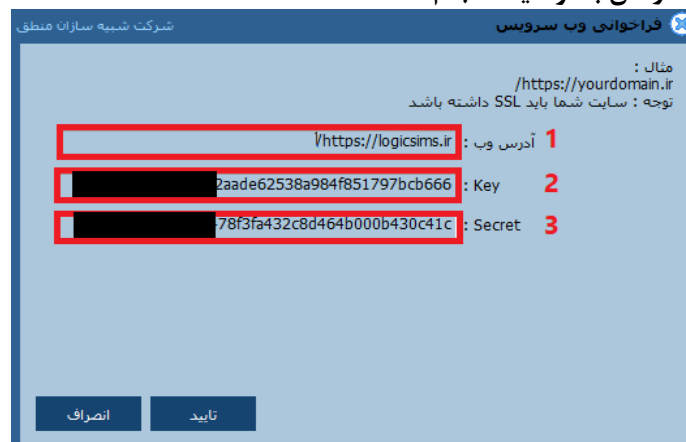 فراخوانی وب سرویس
شرکت شبیه سازان منطق
مثال :
https://yourdomain.ir/
توجه : سایت شما باید SSL داشته باشد
1 آدرس وب : https://logicsims.ir/
2 Key : 2aade62538a984f851797bcb666
3 Secret : 78f3fa432c8d464b000b430c41c
تایید
انصراف